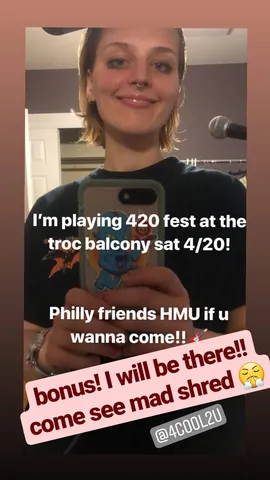 I'm playing 420 fest at the
troc balcony sat 4/20!
Philly friends HMU if u
wanna come!!
bonus! I will be there!!
come see mad shred 😤
@4COOL2U